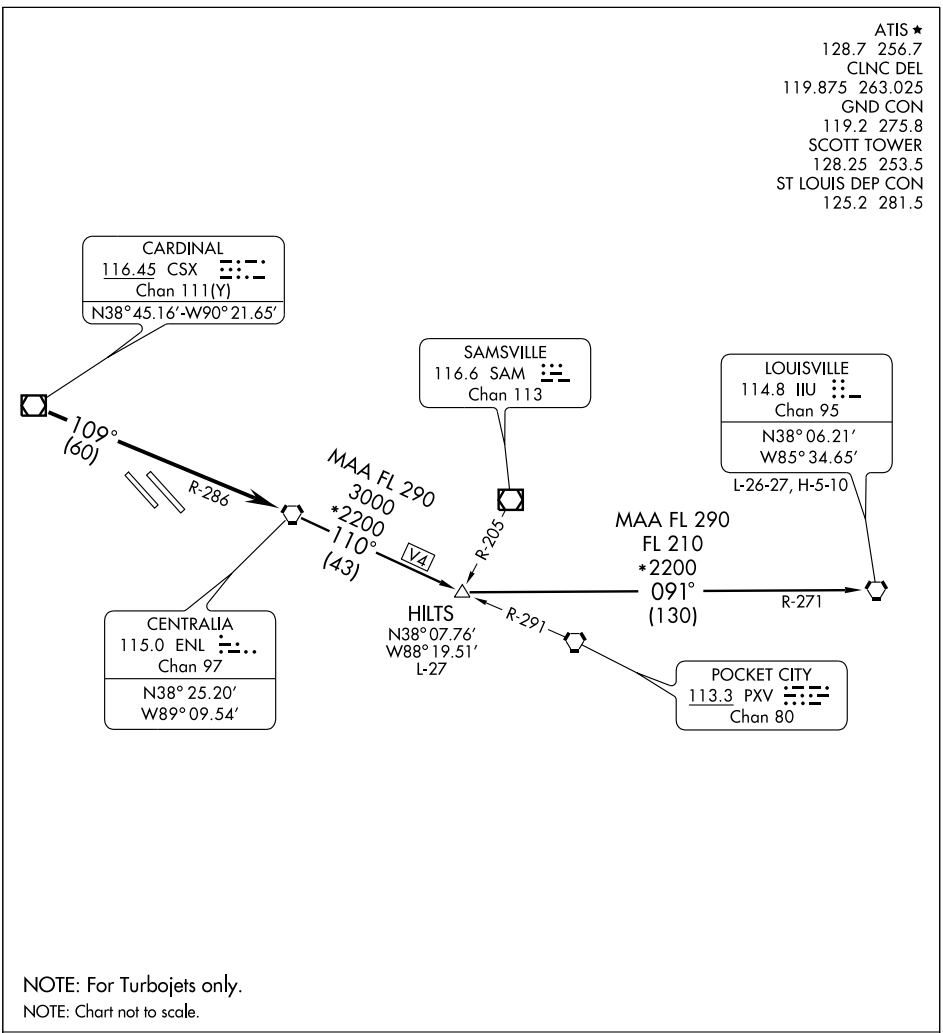 ATIS ★
128.7 256.7
CLNC DEL
119.875 263.025
GND CON
119.2 275.8
SCOTT TOWER
128.25 253.5
ST LOUIS DEP CON
125.2 281.5
CARDINAL
116.45 CSX
Chan 111(Y)
N38°45.16′-W90°21.65′
SAMSVILLE
116.6 SAM
Chan 113
LOUISVILLE
114.8 IIU
Chan 95
N38°06.21′
W85°34.65′
L-26-27, H-5-10
109°
(60)
R-286
MAA FL 290
3000
*2200
110°
(43)
V4
R-205
MAA FL 290
FL 210
*2200
091°
(130)
R-271
HILTS
N38°07.76′
W88°19.51′
L-27
R-291
CENTRALIA
115.0 ENL
Chan 97
N38°25.20′
W89°09.54′
POCKET CITY
113.3 PXV
Chan 80
NOTE: For Turbojets only.
NOTE: Chart not to scale.